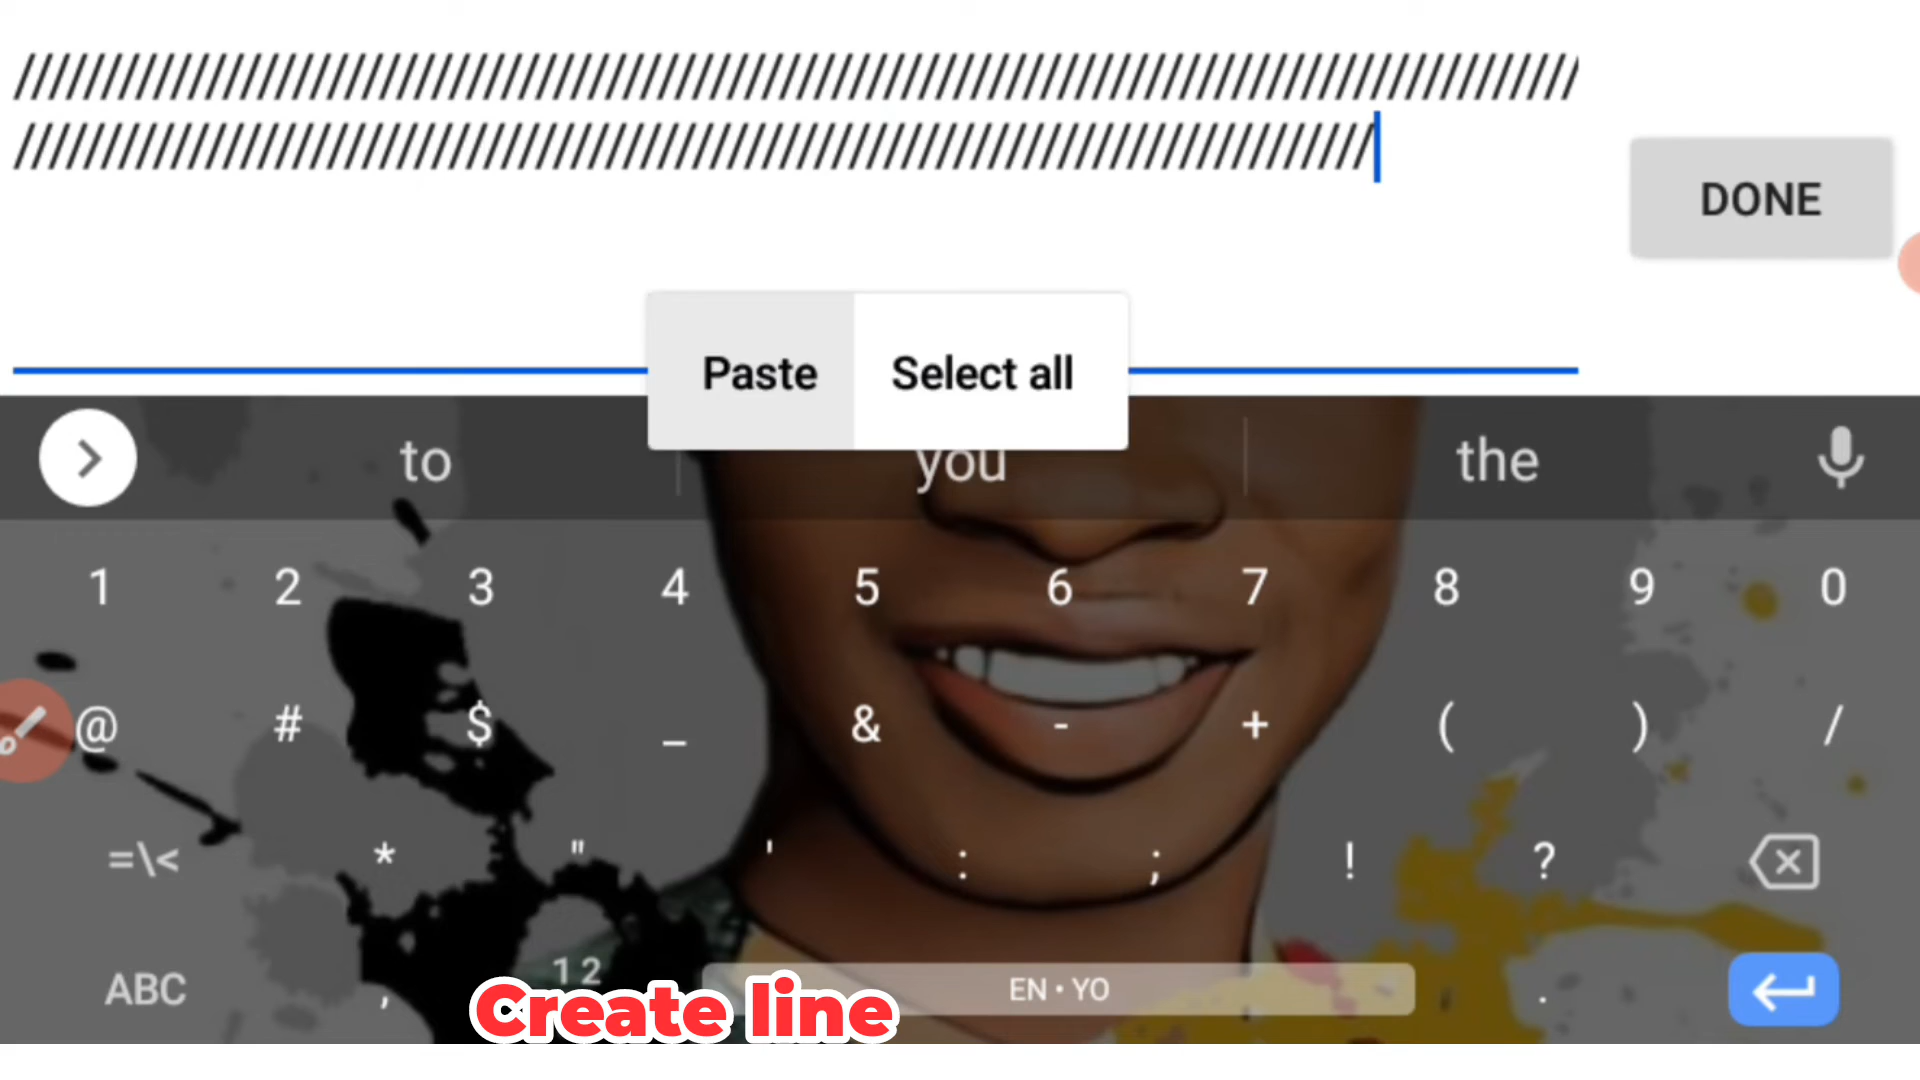 //////////////////////////////////////////////////////////////////////////////////////////
//////////////////////////////////////////////////////////////////////////////
DONE
Paste Select all
to you the
1 2 3 4 5 6 7 8 9 0
@ # $ _ & - + ( ) /
=\< * " ' : ; ! ?
ABC , 12 EN • YO .
Create line